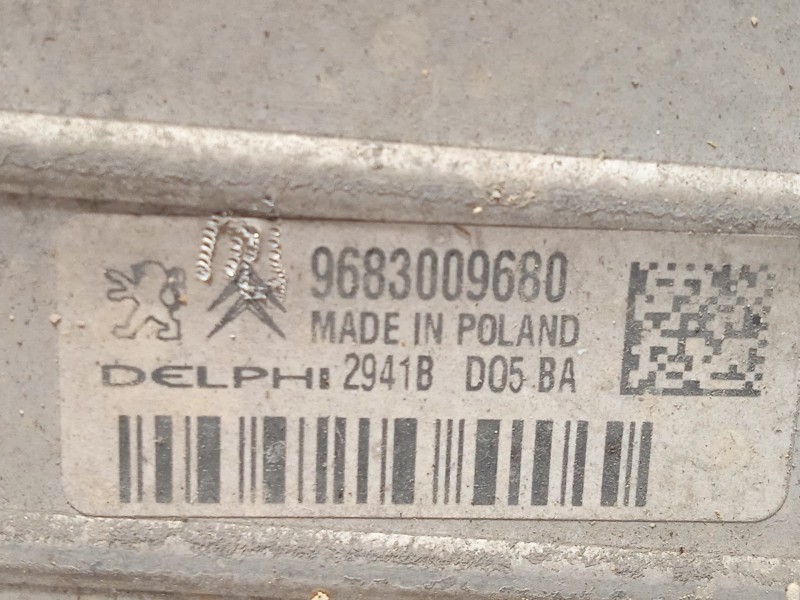 9683009680
MADE IN POLAND
DELPHI 2941B D05 BA